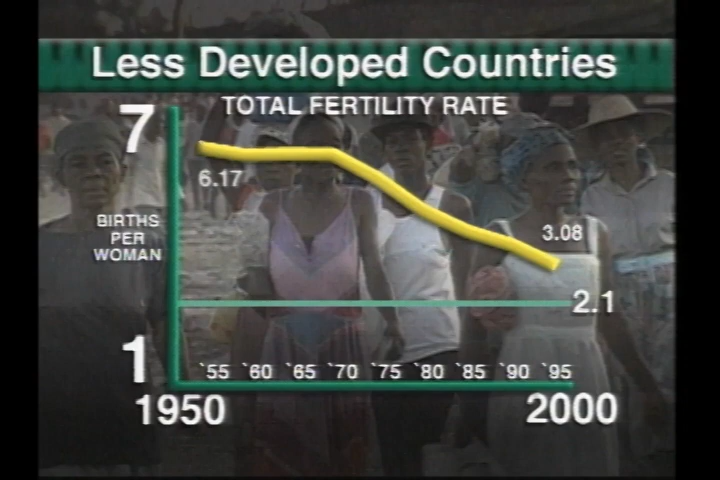 Less Developed Countries
TOTAL FERTILITY RATE
7
6.17
BIRTHS
PER
WOMAN
3.08
2.1
1
`55 `60 `65 `70 `75 `80 `85 `90 `95
1950 2000